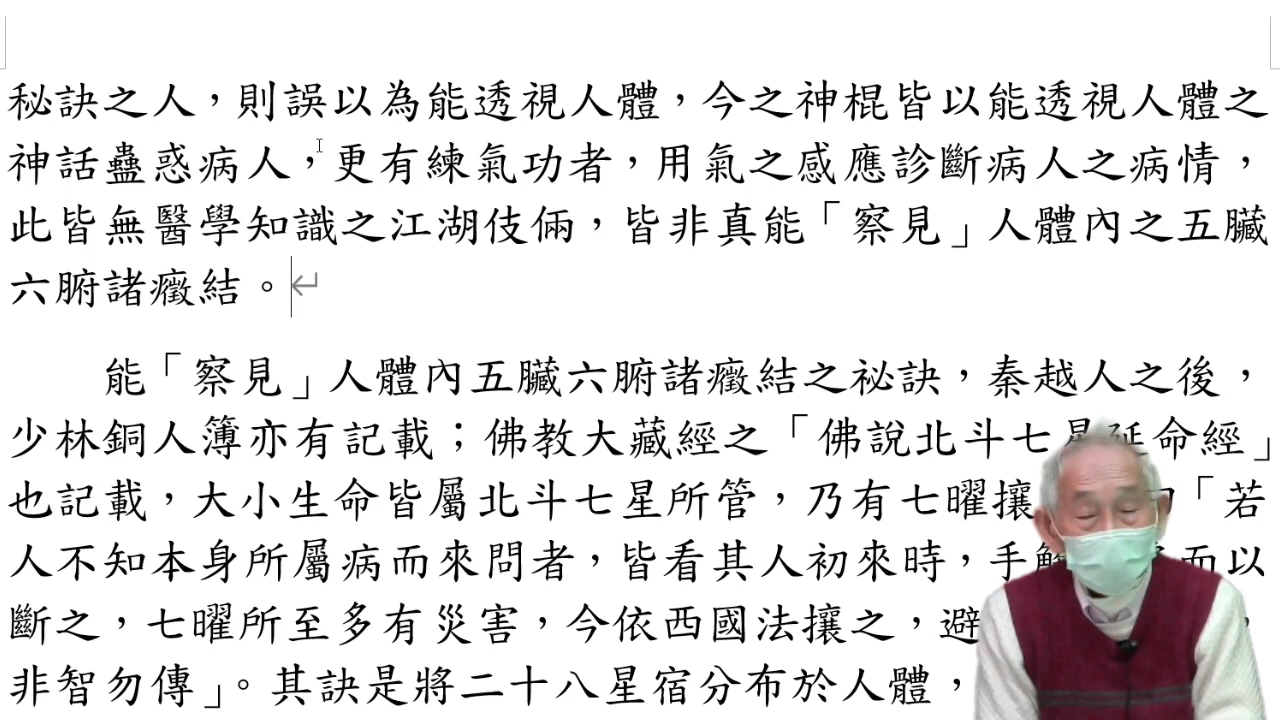 秘訣之人，則誤以為能透視人體，今之神棍皆以能透視人體之
神話蠱惑病人，更有練氣功者，用氣之感應診斷病人之病情，
此皆無醫學知識之江湖伎倆，皆非真能「察見」人體內之五臟
六腑諸癥結。
能「察見」人體內五臟六腑諸癥結之祕訣，秦越人之後，
少林銅人簿亦有記載；佛教大藏經之「佛說北斗七星延命經」
也記載，大小生命皆屬北斗七星所管，乃有七曜攘「若
人不知本身所屬病而來問者，皆看其人初來時，手而以
斷之，七曜所至多有災害，今依西國法攘之，避
非智勿傳」。其訣是將二十八星宿分布於人體，